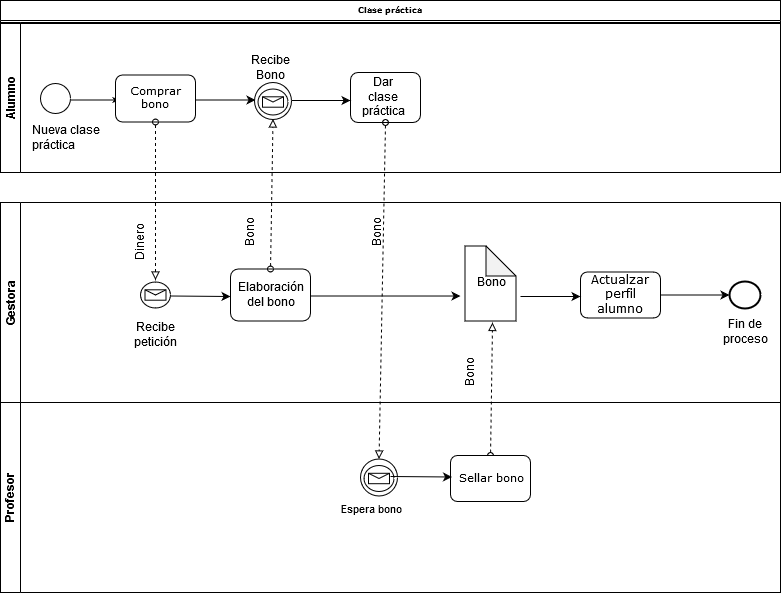 Clase práctica
Alumno
Nueva clase
práctica
Comprar
bono
Recibe
Bono
Dar
clase
práctica
Dinero
Bono
Bono
Gestora
Recibe
petición
Elaboración
del bono
Bono
Actualzar
perfil
alumno
Fin de
proceso
Bono
Profesor
Espera bono
Sellar bono